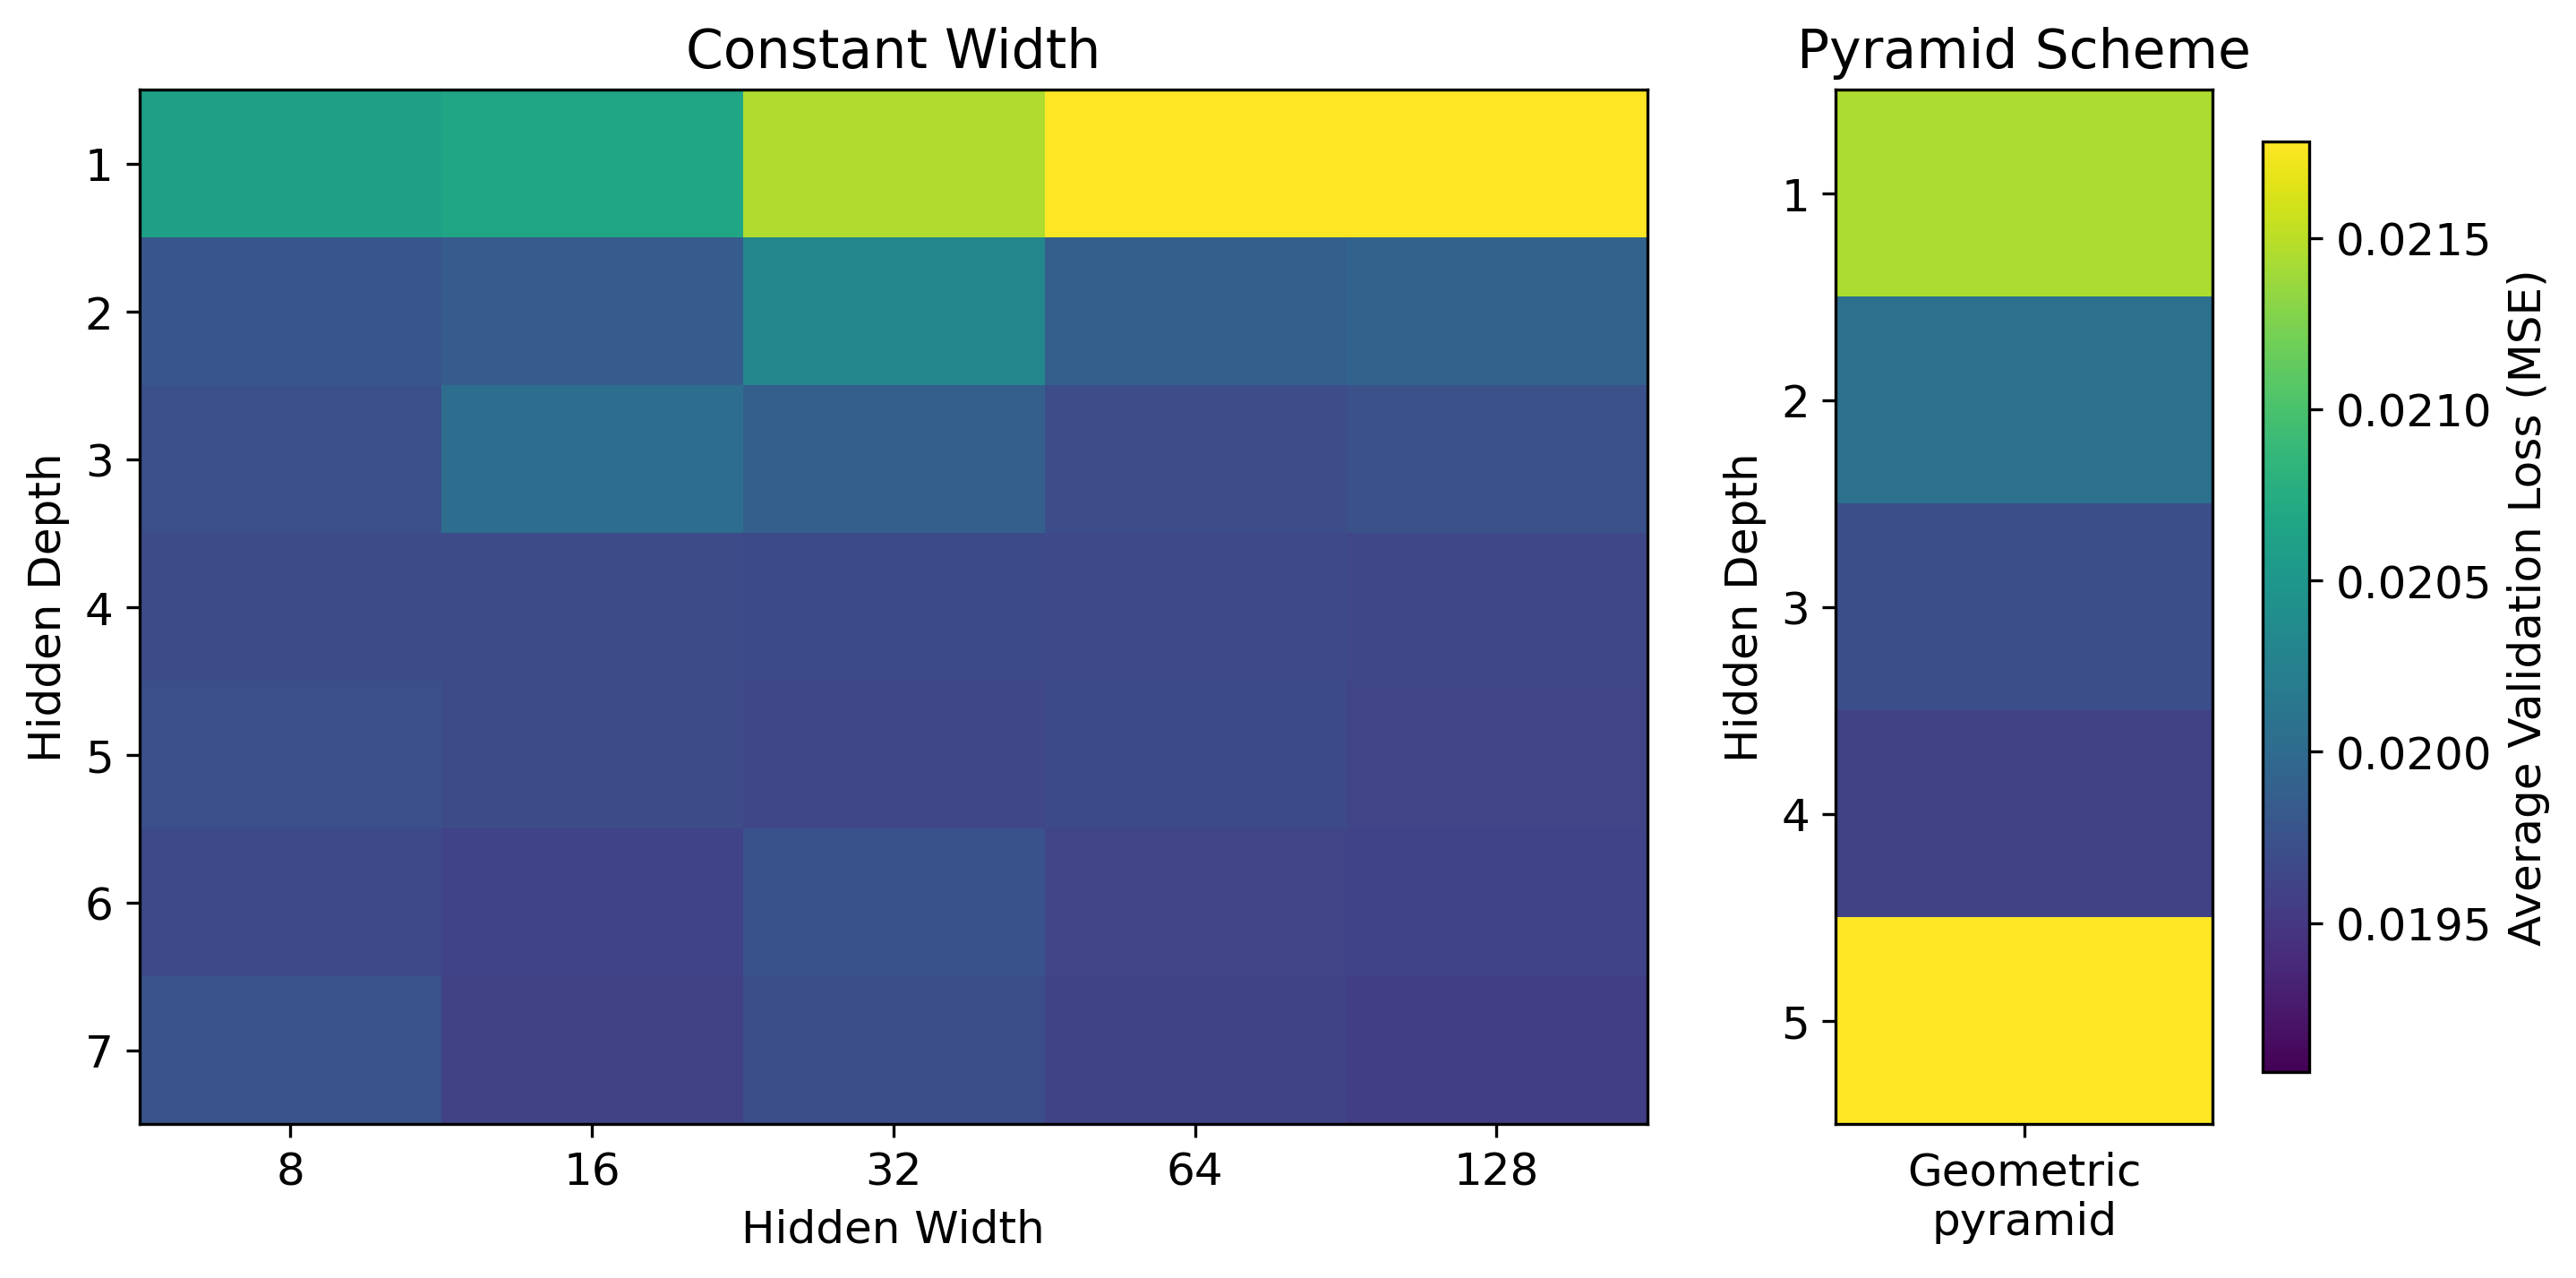 Constant Width
Hidden Depth
1
2
3
4
5
6
7
8 16 32 64 128
Hidden Width
Pyramid Scheme
Hidden Depth
1
2
3
4
5
Geometric
pyramid
0.0215
0.0210
0.0205
0.0200
0.0195
Average Validation Loss (MSE)